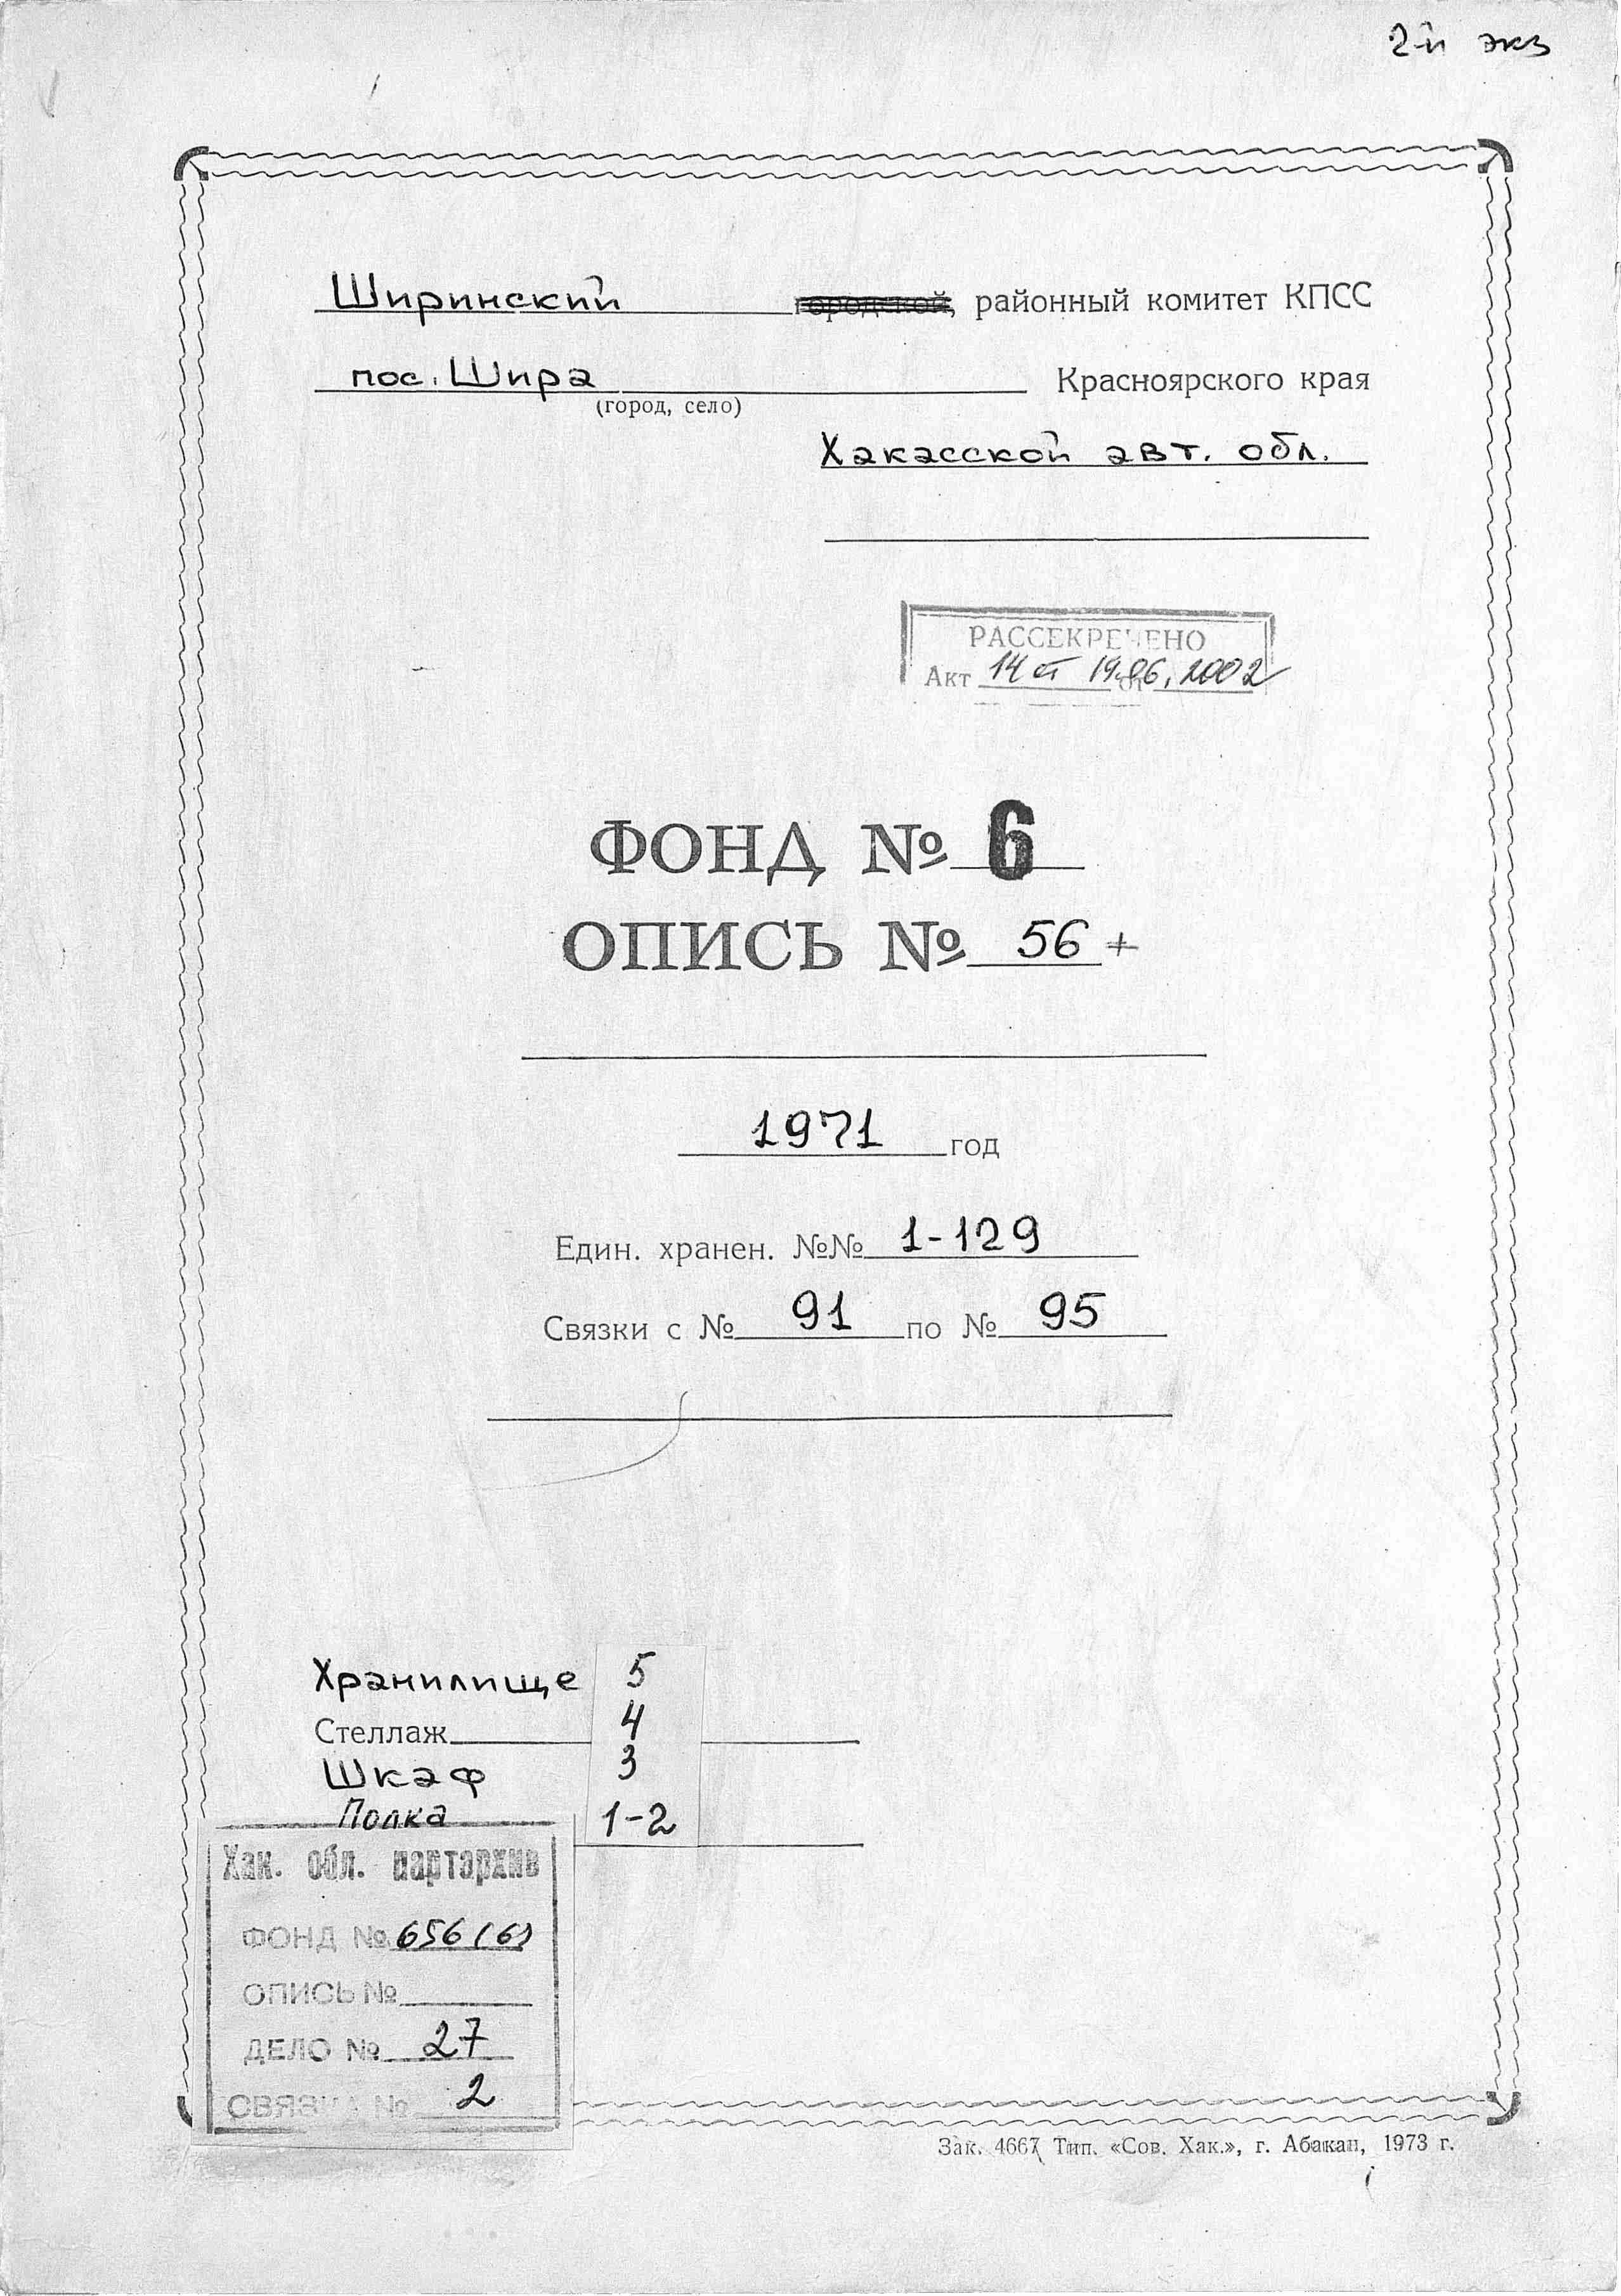 2-й экз
Ширинский городской, районный комитет КПСС
пос. Шира Красноярского края
(город, село)
Хакасской авт. обл.
РАССЕКРЕЧЕНО
Акт 14 от 19.06.2002
ФОНД № 6
ОПИСЬ № 56 +
1971 год
Един. хранен. №№ 1-129
Связки с № 91 по № 95
Хранилище 5
Стеллаж 4
Шкаф 3
Полка 1-2
Хак. обл. партархив
ФОНД № 656(6)
ОПИСЬ №
ДЕЛО № 27
СВЯЗКА № 2
Зак. 4667 Тип. «Сов. Хак.», г. Абакан, 1973 г.